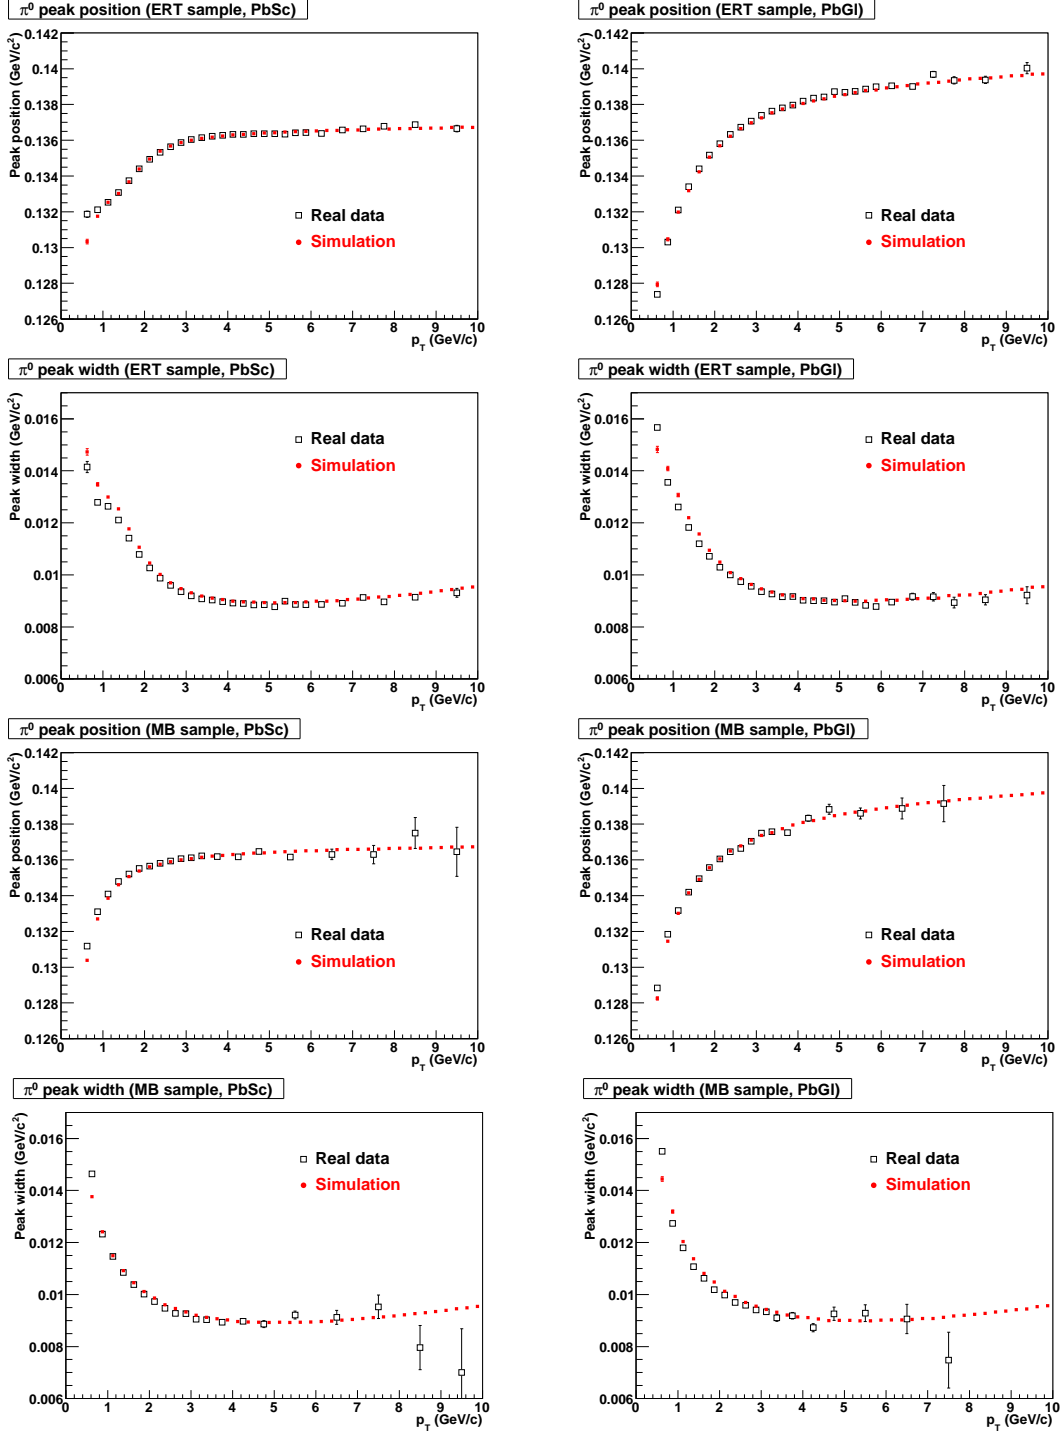 π⁰ peak position (ERT sample, PbSc)
Peak position (GeV/c²)
0.142
0.14
0.138
0.136
0.134
0.132
0.13
0.128
0.126
Real data
Simulation
0 1 2 3 4 5 6 7 8 9 10
p_T (GeV/c)
π⁰ peak position (ERT sample, PbGl)
Peak position (GeV/c²)
0.142
0.14
0.138
0.136
0.134
0.132
0.13
0.128
0.126
Real data
Simulation
0 1 2 3 4 5 6 7 8 9 10
p_T (GeV/c)
π⁰ peak width (ERT sample, PbSc)
Peak width (GeV/c²)
0.016
0.014
0.012
0.01
0.008
0.006
Real data
Simulation
0 1 2 3 4 5 6 7 8 9 10
p_T (GeV/c)
π⁰ peak width (ERT sample, PbGl)
Peak width (GeV/c²)
0.016
0.014
0.012
0.01
0.008
0.006
Real data
Simulation
0 1 2 3 4 5 6 7 8 9 10
p_T (GeV/c)
π⁰ peak position (MB sample, PbSc)
Peak position (GeV/c²)
0.142
0.14
0.138
0.136
0.134
0.132
0.13
0.128
0.126
Real data
Simulation
0 1 2 3 4 5 6 7 8 9 10
p_T (GeV/c)
π⁰ peak position (MB sample, PbGl)
Peak position (GeV/c²)
0.142
0.14
0.138
0.136
0.134
0.132
0.13
0.128
0.126
Real data
Simulation
0 1 2 3 4 5 6 7 8 9 10
p_T (GeV/c)
π⁰ peak width (MB sample, PbSc)
Peak width (GeV/c²)
0.016
0.014
0.012
0.01
0.008
0.006
Real data
Simulation
0 1 2 3 4 5 6 7 8 9 10
p_T (GeV/c)
π⁰ peak width (MB sample, PbGl)
Peak width (GeV/c²)
0.016
0.014
0.012
0.01
0.008
0.006
Real data
Simulation
0 1 2 3 4 5 6 7 8 9 10
p_T (GeV/c)